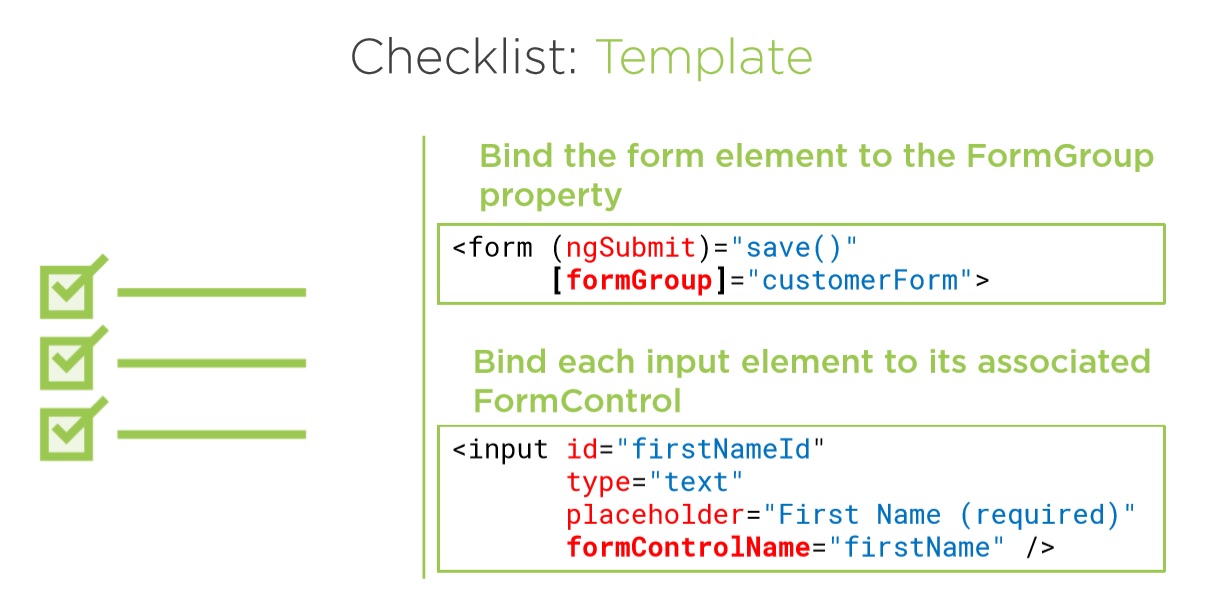 Checklist: Template
Bind the form element to the FormGroup
property
<form (ngSubmit)="save()"
[formGroup]="customerForm">
Bind each input element to its associated
FormControl
<input id="firstNameId"
type="text"
placeholder="First Name (required)"
formControlName="firstName" />